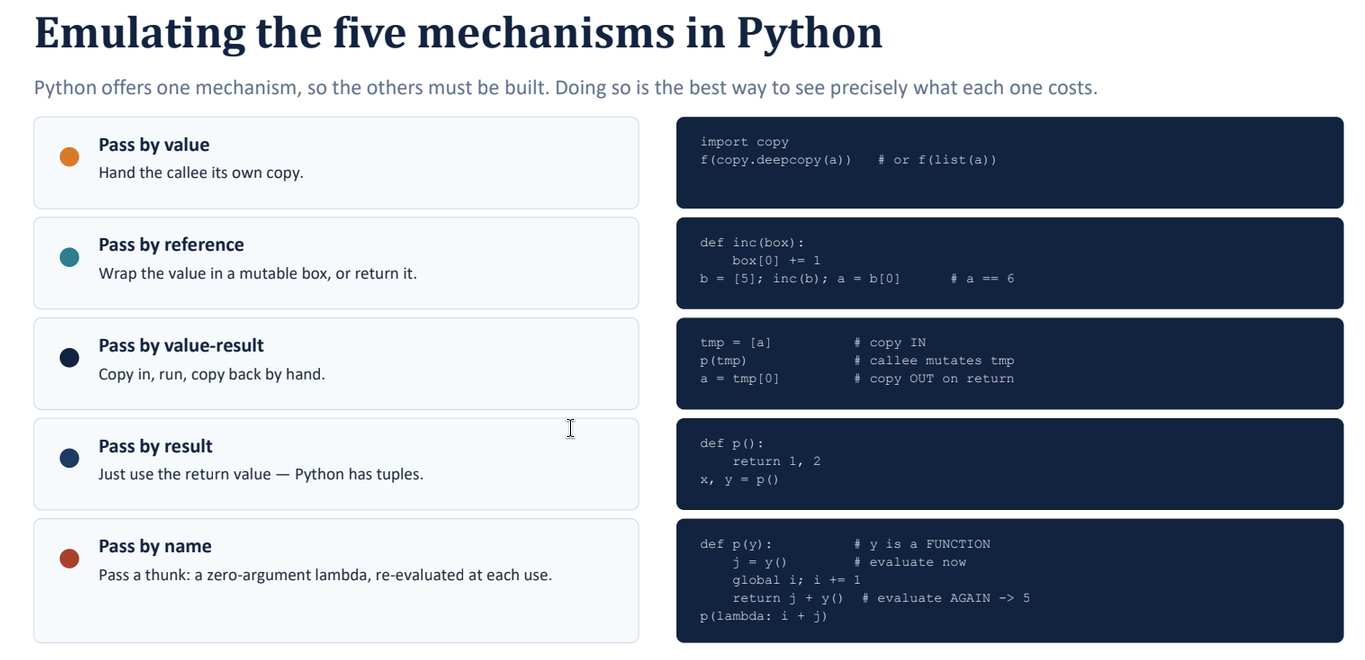 Emulating the five mechanisms in Python
Python offers one mechanism, so the others must be built. Doing so is the best way to see precisely what each one costs.
Pass by value
Hand the callee its own copy.
import copy
f(copy.deepcopy(a))   # or f(list(a))
Pass by reference
Wrap the value in a mutable box, or return it.
def inc(box):
    box[0] += 1
b = [5]; inc(b); a = b[0]      # a == 6
Pass by value-result
Copy in, run, copy back by hand.
tmp = [a]          # copy IN
p(tmp)             # callee mutates tmp
a = tmp[0]         # copy OUT on return
Pass by result
Just use the return value — Python has tuples.
def p():
    return 1, 2
x, y = p()
Pass by name
Pass a thunk: a zero-argument lambda, re-evaluated at each use.
def p(y):          # y is a FUNCTION
    j = y()        # evaluate now
    global i; i += 1
    return j + y()  # evaluate AGAIN -> 5
p(lambda: i + j)